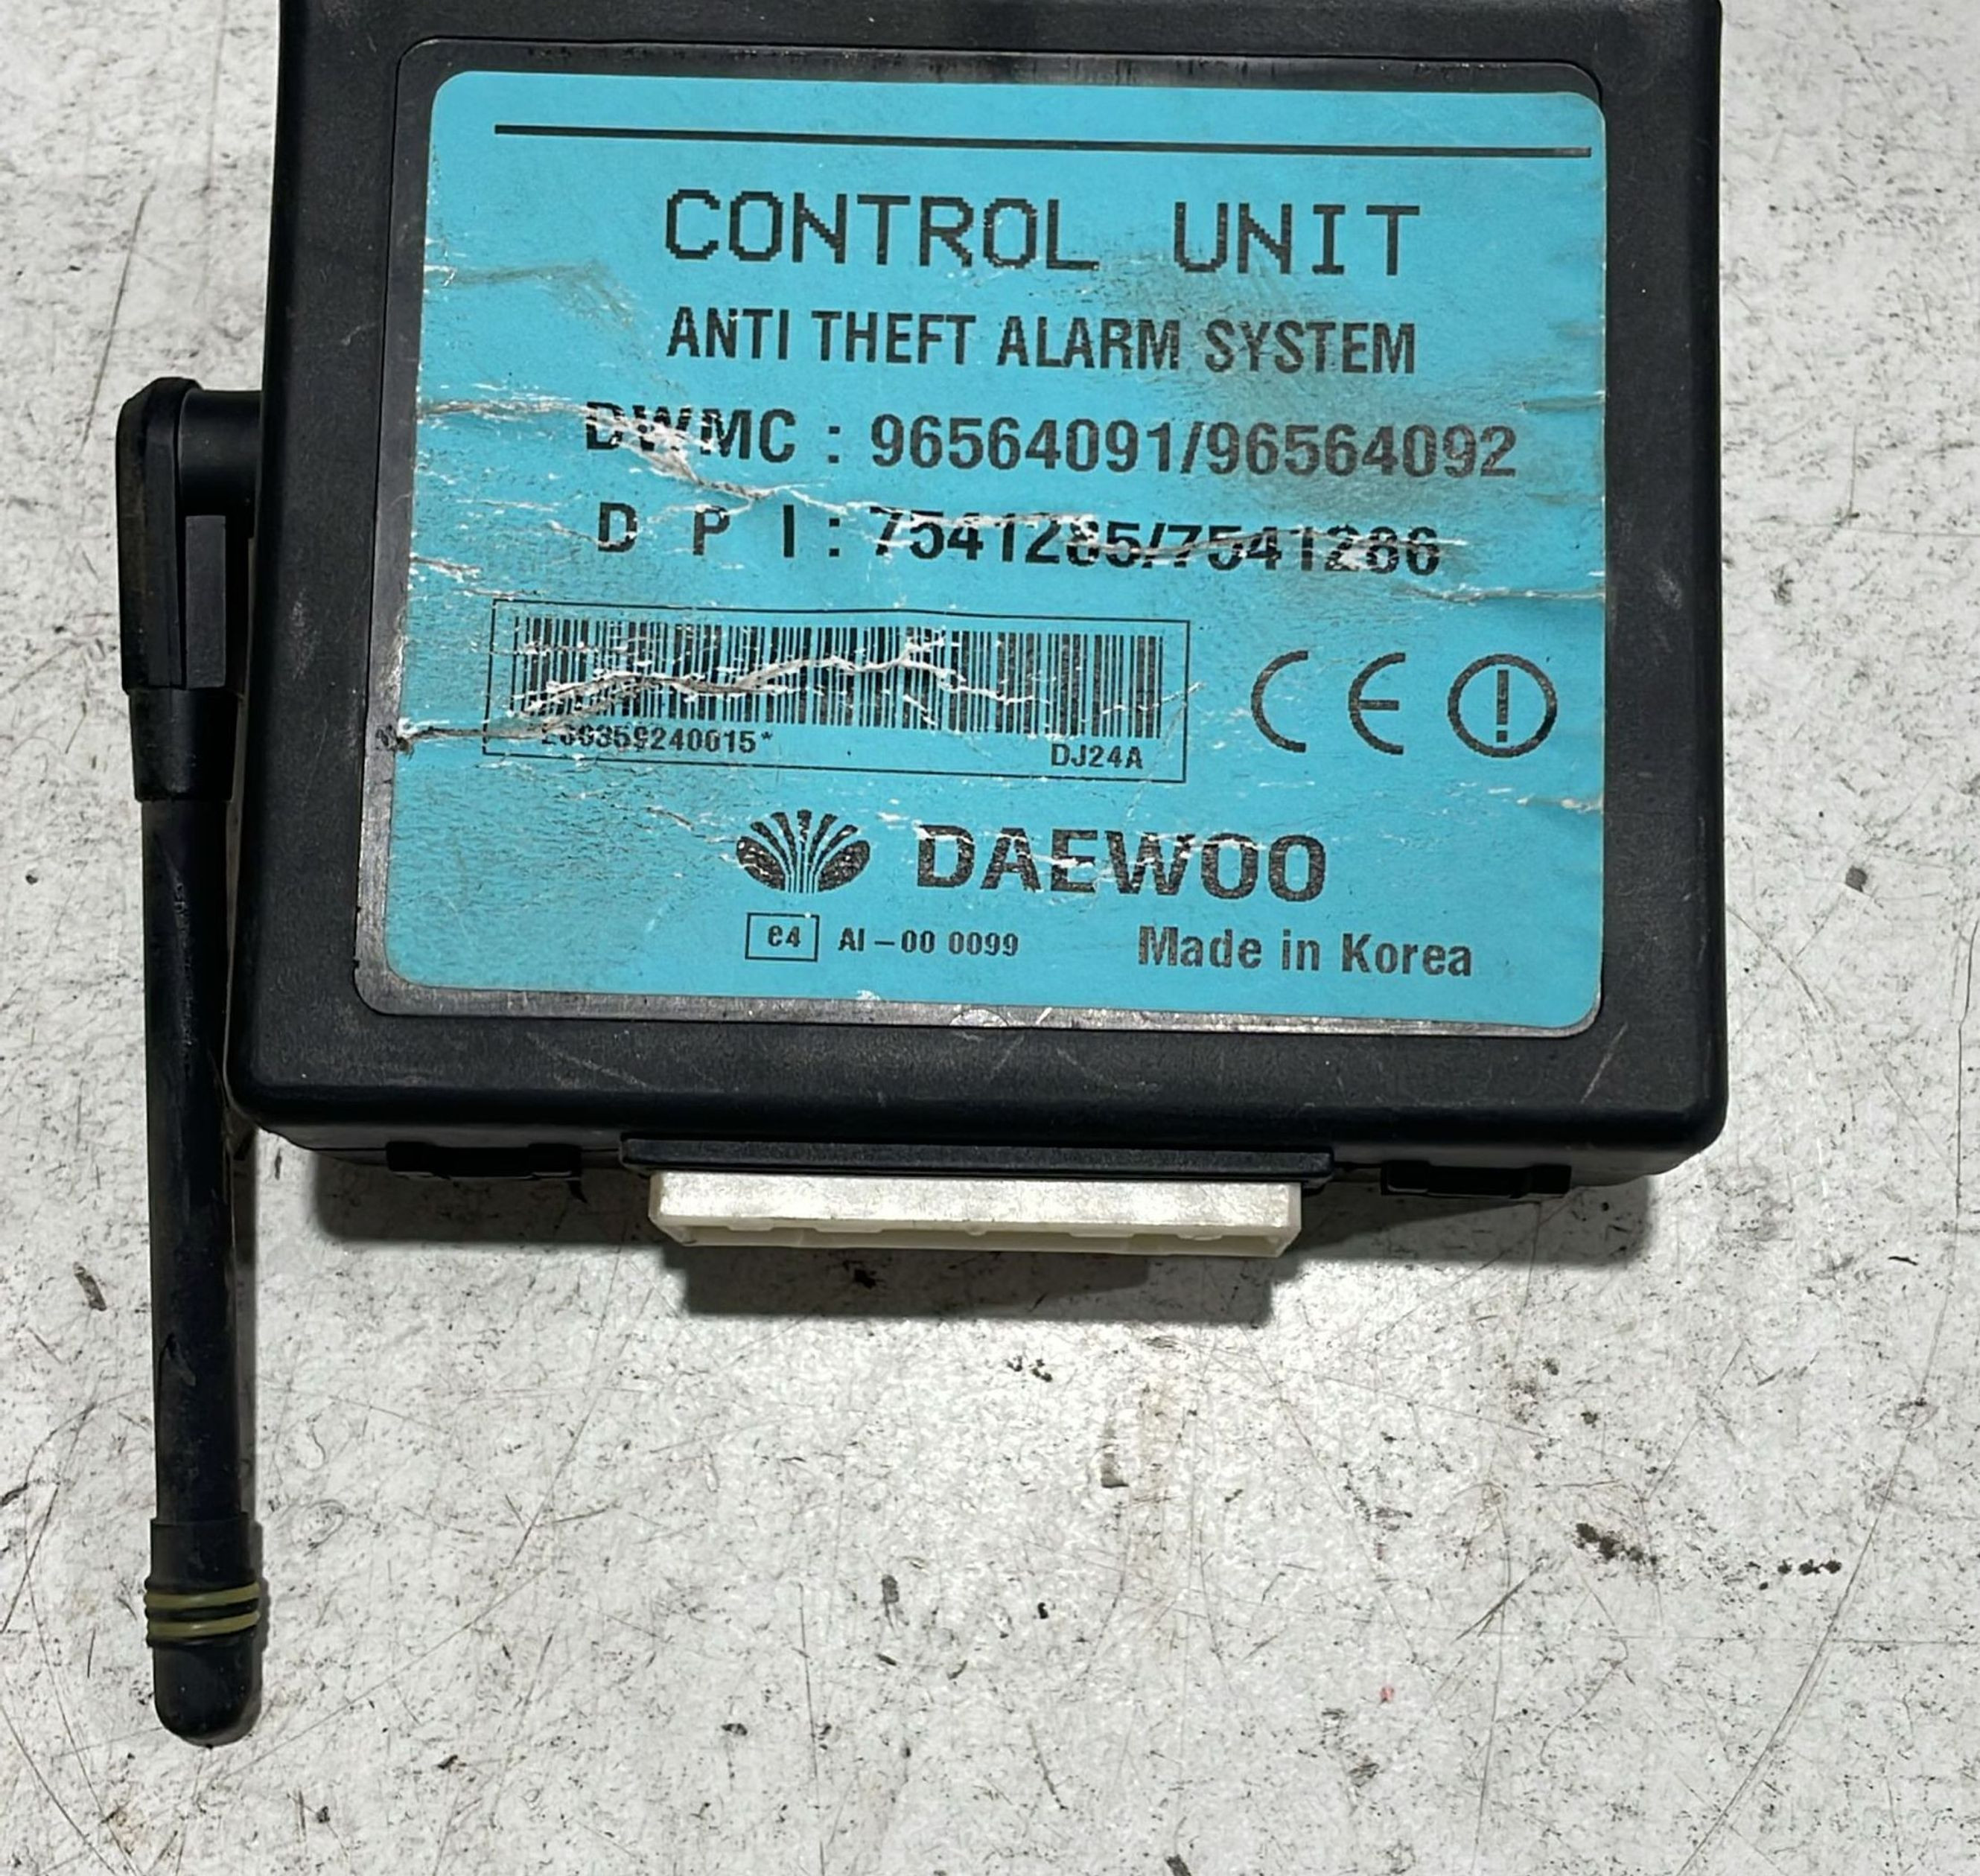 CONTROL UNIT
ANTI THEFT ALARM SYSTEM
DWMC : 96564091/96564092
D P I : 7541285/7541286
DJ24A
CE
DAEWOO
e4 AI-00 0099 Made in Korea